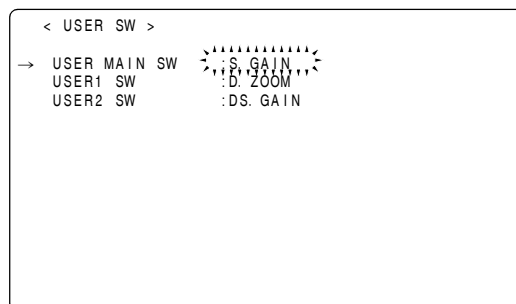 < USER SW >
→ USER MAIN SW :S. GAIN
USER1 SW :D. ZOOM
USER2 SW :DS. GAIN